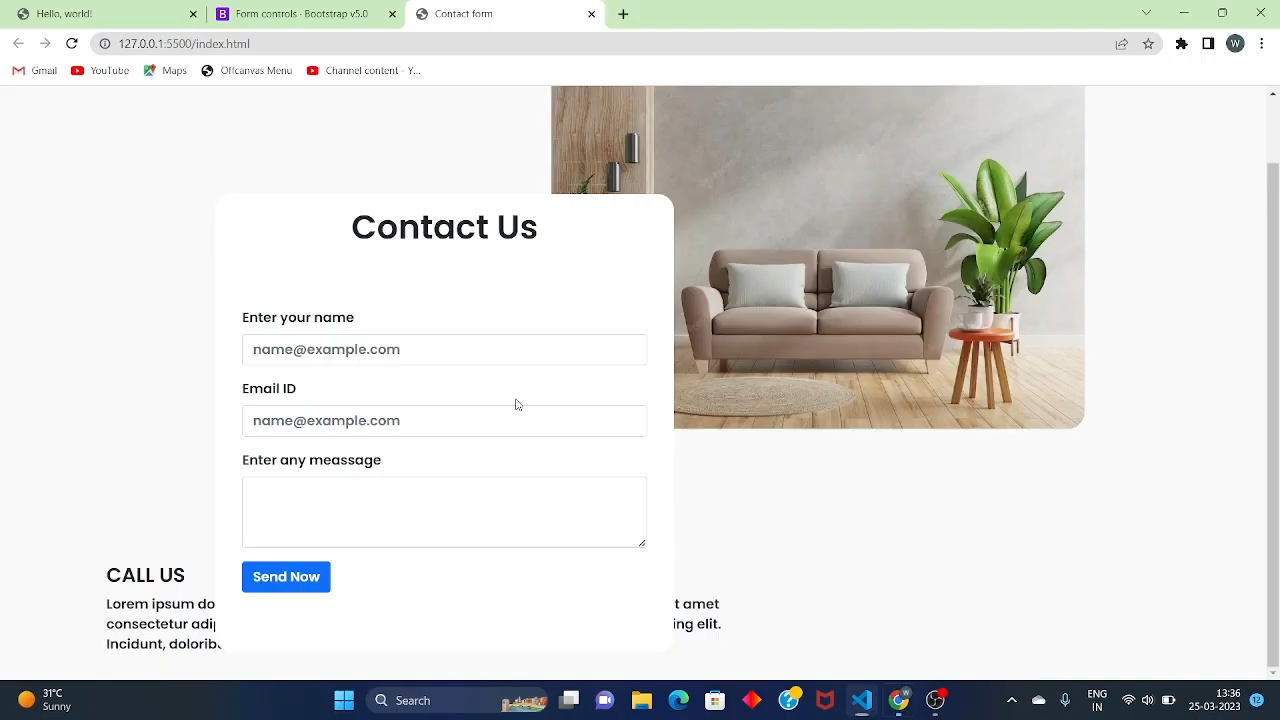 Hello, world!
Form controls · Bootstrap v5.0
Contact form
127.0.0.1:5500/index.html
W
Gmail
YouTube
Maps
Offcanvas Menu
Channel content - Y...
Contact Us
Enter your name
name@example.com
Email ID
name@example.com
Enter any meassage
Send Now
CALL US
Lorem ipsum do
t amet
consectetur adip
ing elit.
Incidunt, doloribu
31°C
Sunny
Search
ENG
IN
13:36
25-03-2023
12